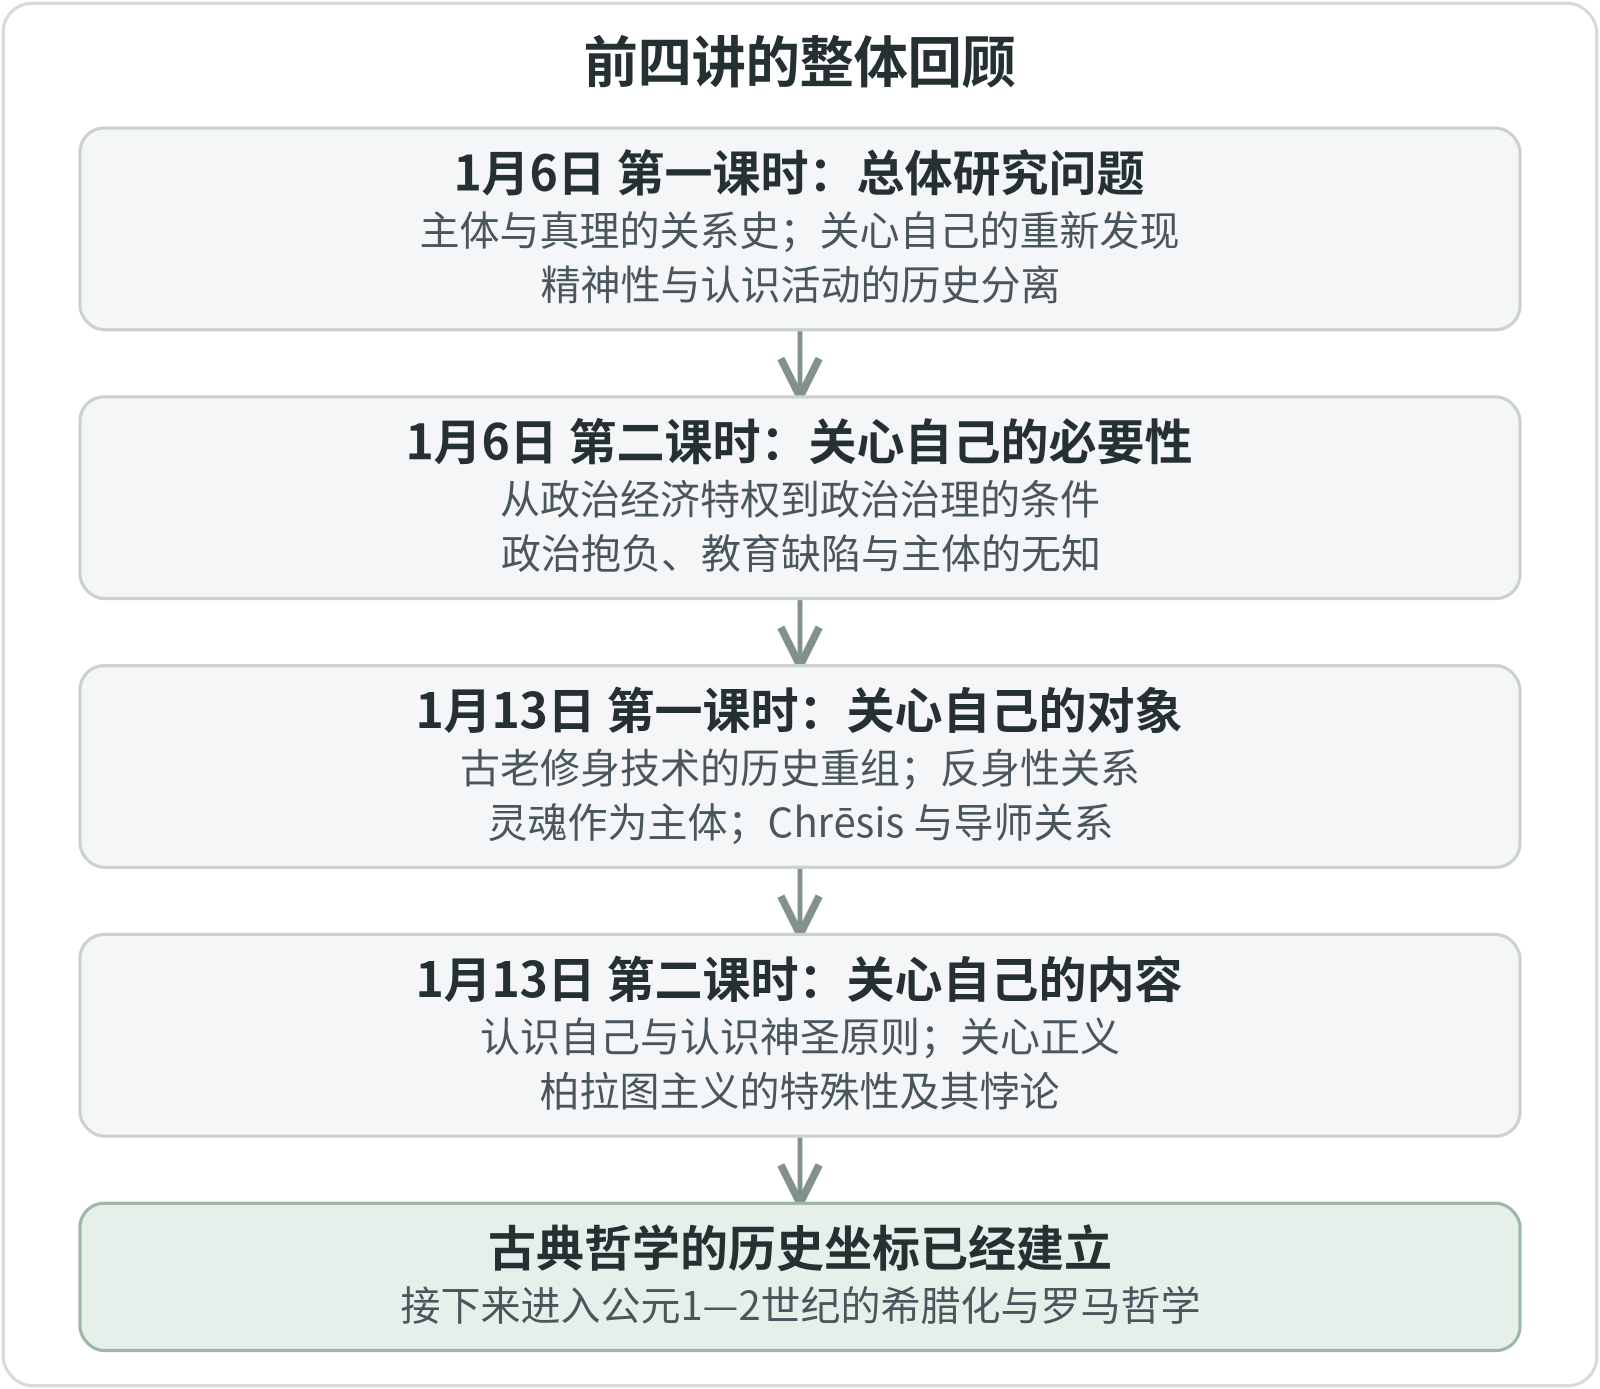 前四讲的整体回顾
1月6日 第一课时：总体研究问题
主体与真理的关系史；关心自己的重新发现
精神性与认识活动的历史分离
1月6日 第二课时：关心自己的必要性
从政治经济特权到政治治理的条件
政治抱负、教育缺陷与主体的无知
1月13日 第一课时：关心自己的对象
古老修身技术的历史重组；反身性关系
灵魂作为主体；Chrēsis 与导师关系
1月13日 第二课时：关心自己的内容
认识自己与认识神圣原则；关心正义
柏拉图主义的特殊性及其悖论
古典哲学的历史坐标已经建立
接下来进入公元1—2世纪的希腊化与罗马哲学